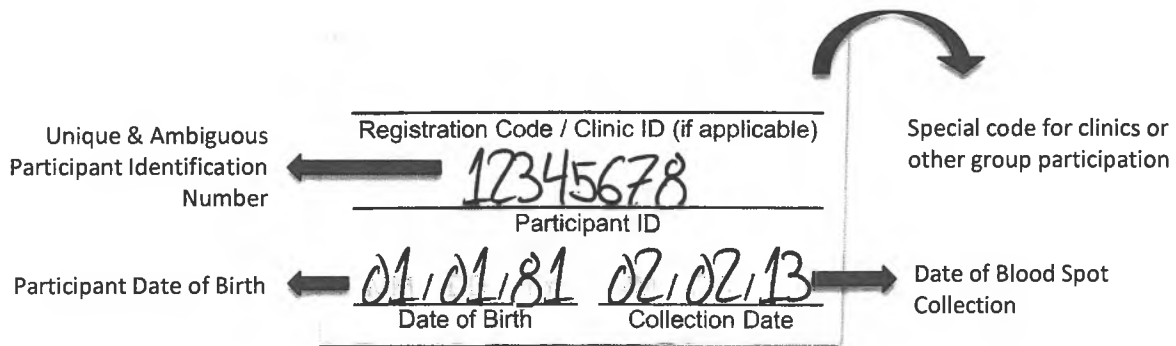 Unique & Ambiguous
Participant Identification
Number
Participant Date of Birth
Registration Code / Clinic ID (if applicable)
12345678
Participant ID
01/01/81 02/02/13
Date of Birth Collection Date
Special code for clinics or
other group participation
Date of Blood Spot
Collection